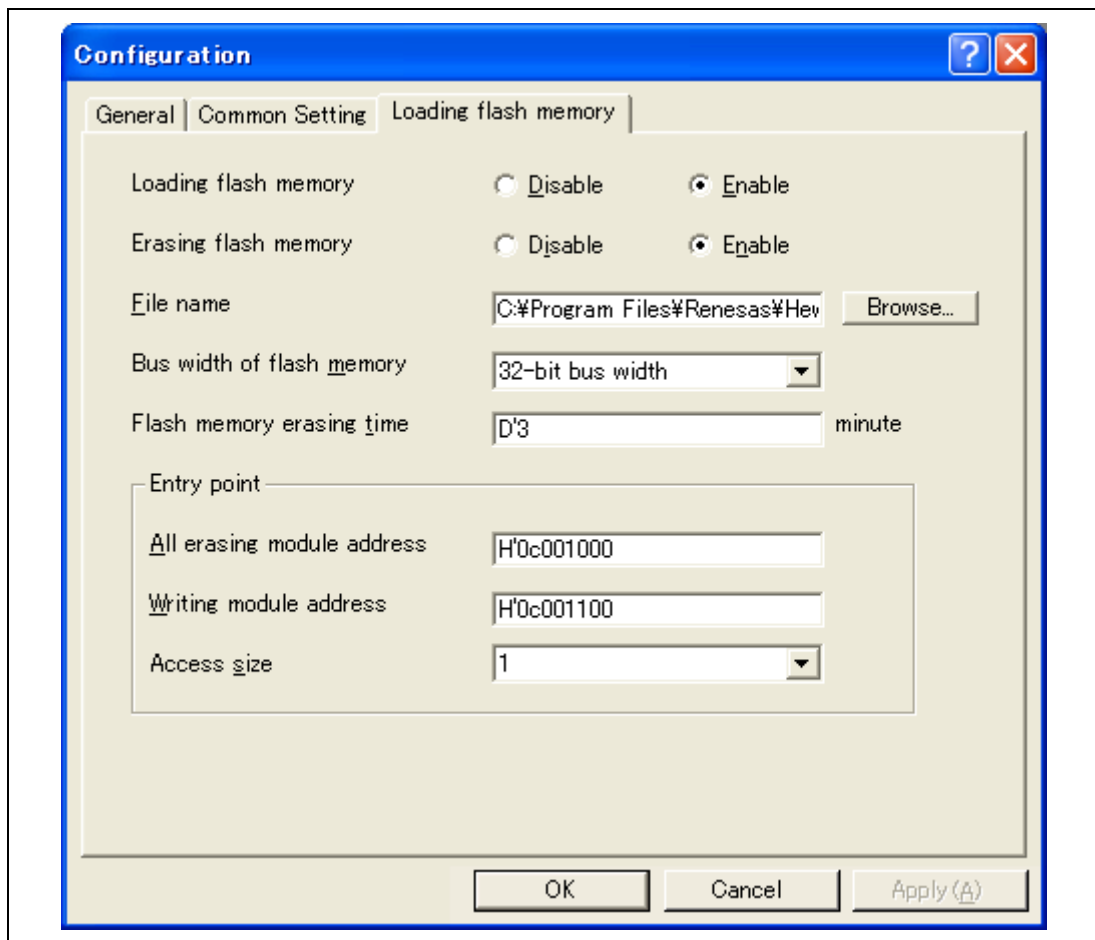 Configuration
General Common Setting Loading flash memory
Loading flash memory Disable Enable
Erasing flash memory Disable Enable
File name C:¥Program Files¥Renesas¥Hew Browse...
Bus width of flash memory 32-bit bus width
Flash memory erasing time D'3 minute
Entry point
All erasing module address H'0c001000
Writing module address H'0c001100
Access size 1
OK Cancel Apply(A)